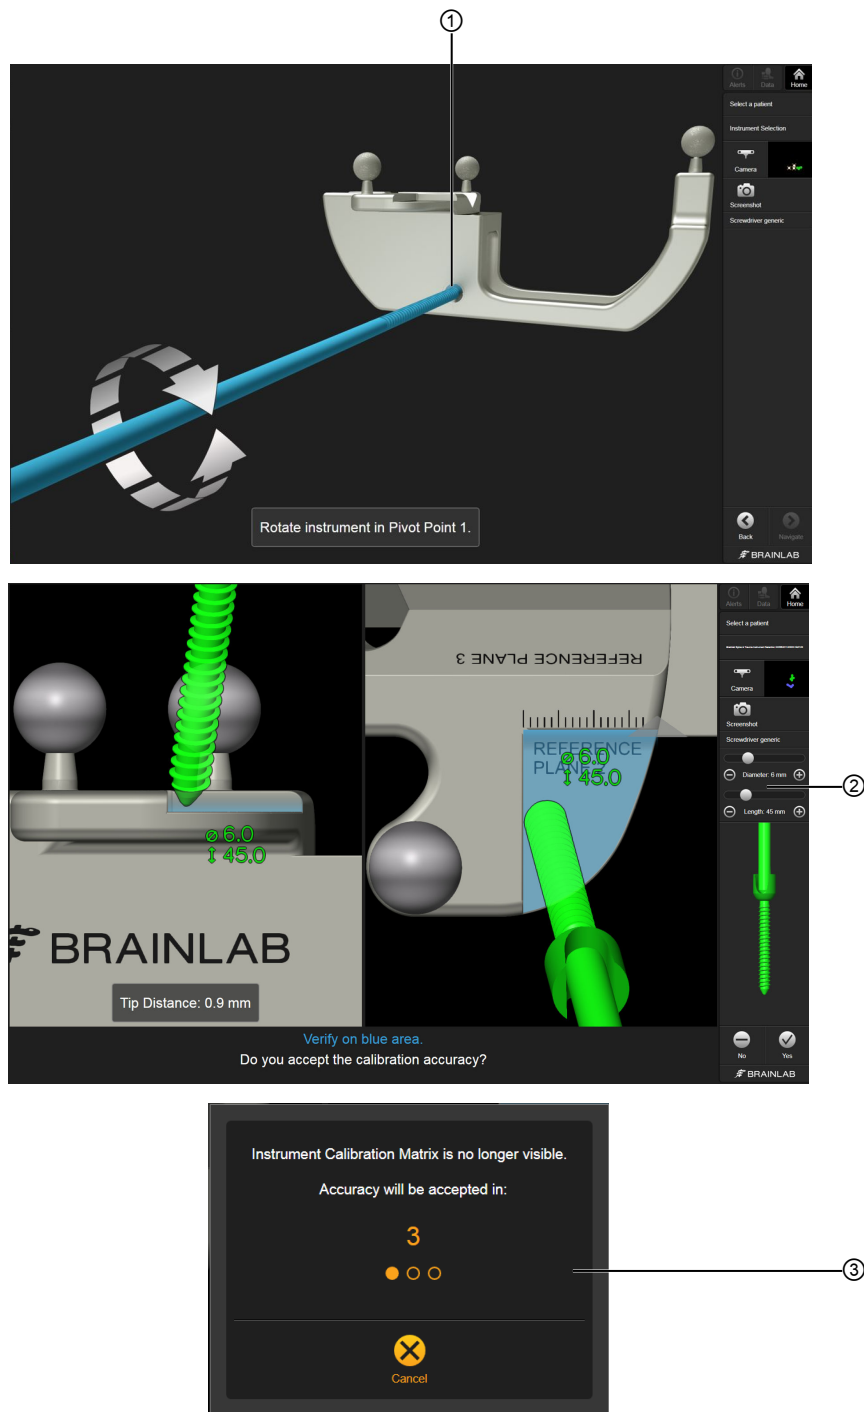 1
Alerts Data Home
Select a patient
Instrument Selection
Camera
Screenshot
Screwdriver generic
Rotate instrument in Pivot Point 1.
Back Navigate
BRAINLAB
Alerts Data Home
Select a patient
Camera
Screenshot
Screwdriver generic
Diameter: 6 mm
2
Length: 45 mm
REFERENCE PLANE 3
REFERENCE
PLANE 2
⌀6.0
↕45.0
⌀6.0
↕45.0
BRAINLAB
Tip Distance: 0.9 mm
Verify on blue area.
Do you accept the calibration accuracy?
No Yes
BRAINLAB
Instrument Calibration Matrix is no longer visible.
Accuracy will be accepted in:
3
3
Cancel